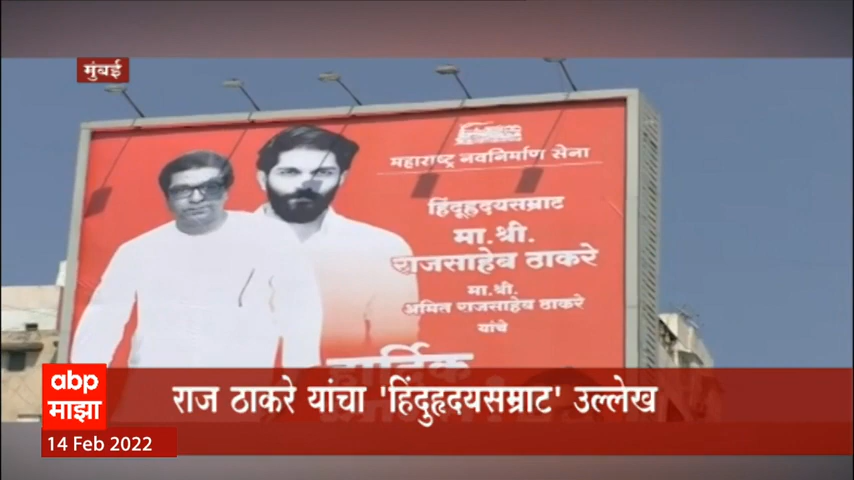 मुंबई
महाराष्ट्र नवनिर्माण सेना
हिंदूहृदयसम्राट
मा.श्री.
राजसाहेब ठाकरे
मा.श्री.
अमित राजसाहेब ठाकरे
यांचे
हार्दिक
abp
माझा
राज ठाकरे यांचा 'हिंदुहृदयसम्राट' उल्लेख
14 Feb 2022